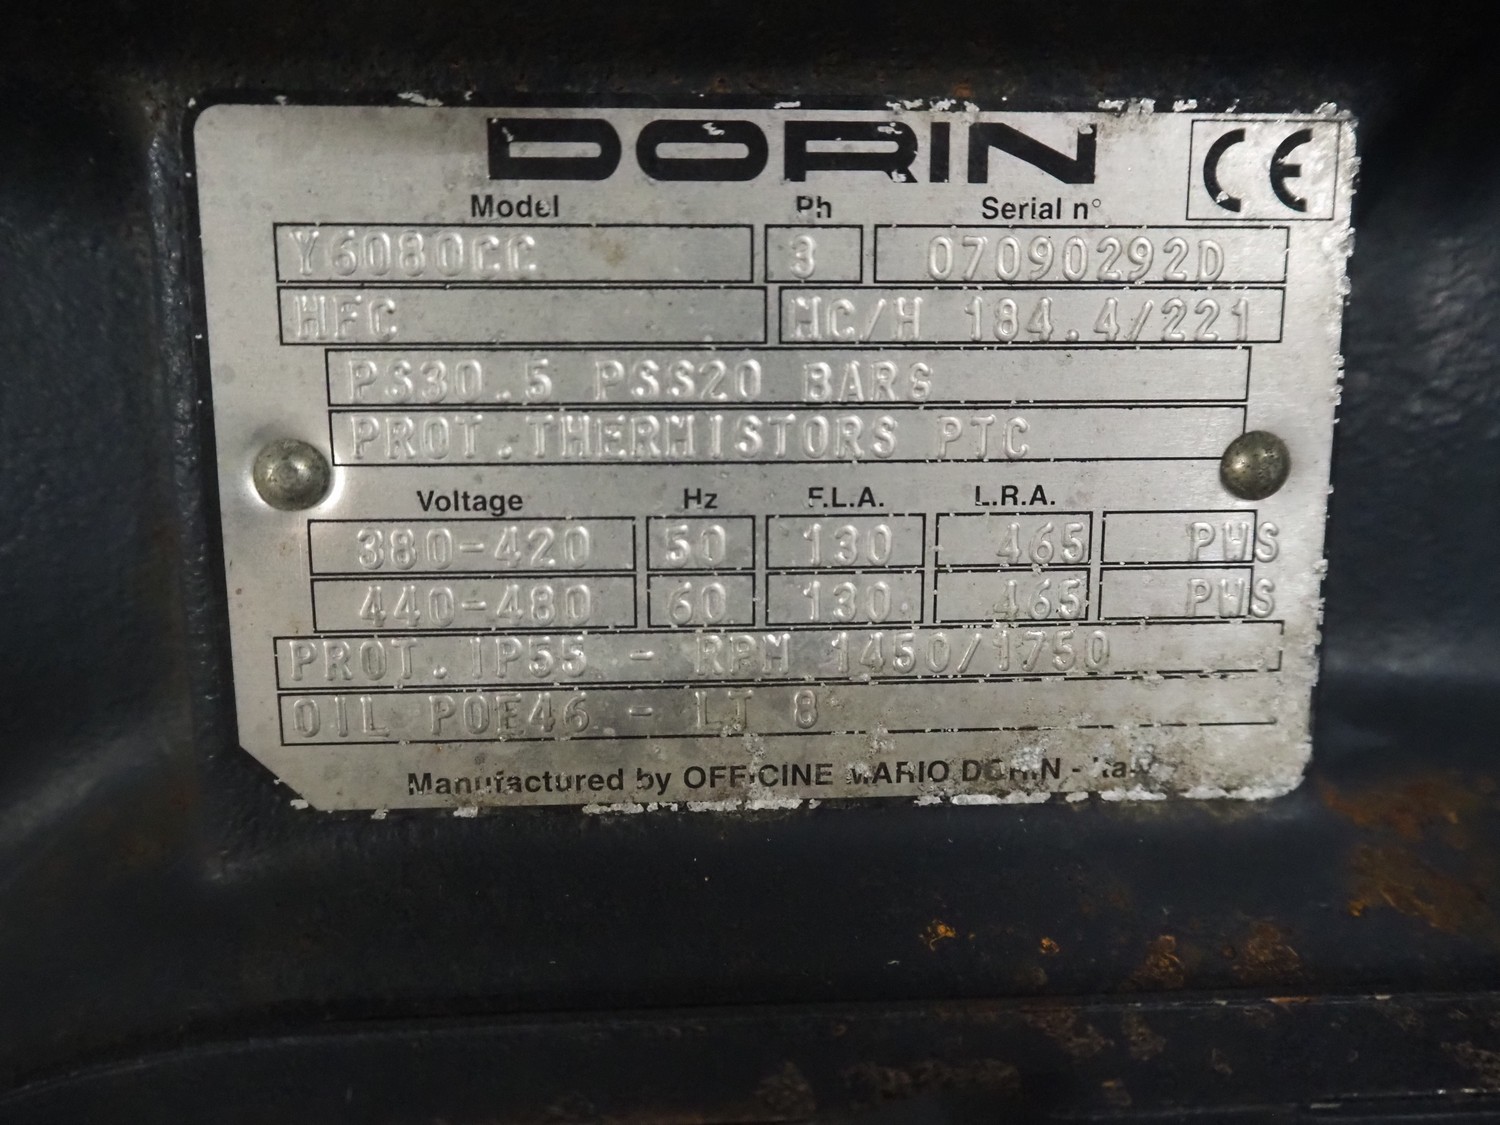 DORIN CE
Model Ph Serial n°
Y6080CC 3 07090292D
HFC MC/H 184.4/221
PS30.5 PSS20 BARS
PROT.THERMISTORS PTC
Voltage Hz F.L.A. L.R.A.
380-420 50 130 465 PWS
440-480 60 130 465 PWS
PROT.IP55 - RPM 1450/1750
OIL POE46 - LT 8
Manufactured by OFFICINE MARIO DORIN - Italy